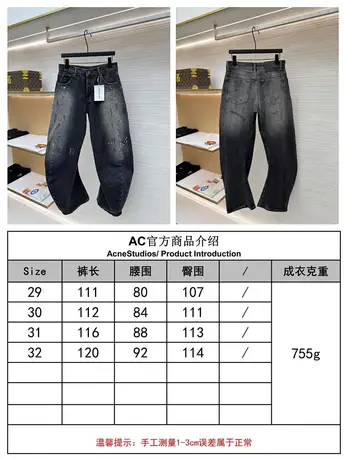 AC官方商品介绍
AcneStudios/ Product Introduction
Size 裤长 腰围 臀围 / 成衣克重
29 111 80 107 /
30 112 84 111 /
31 116 88 113 /
32 120 92 114 /
755g
温馨提示：手工测量1-3cm误差属于正常